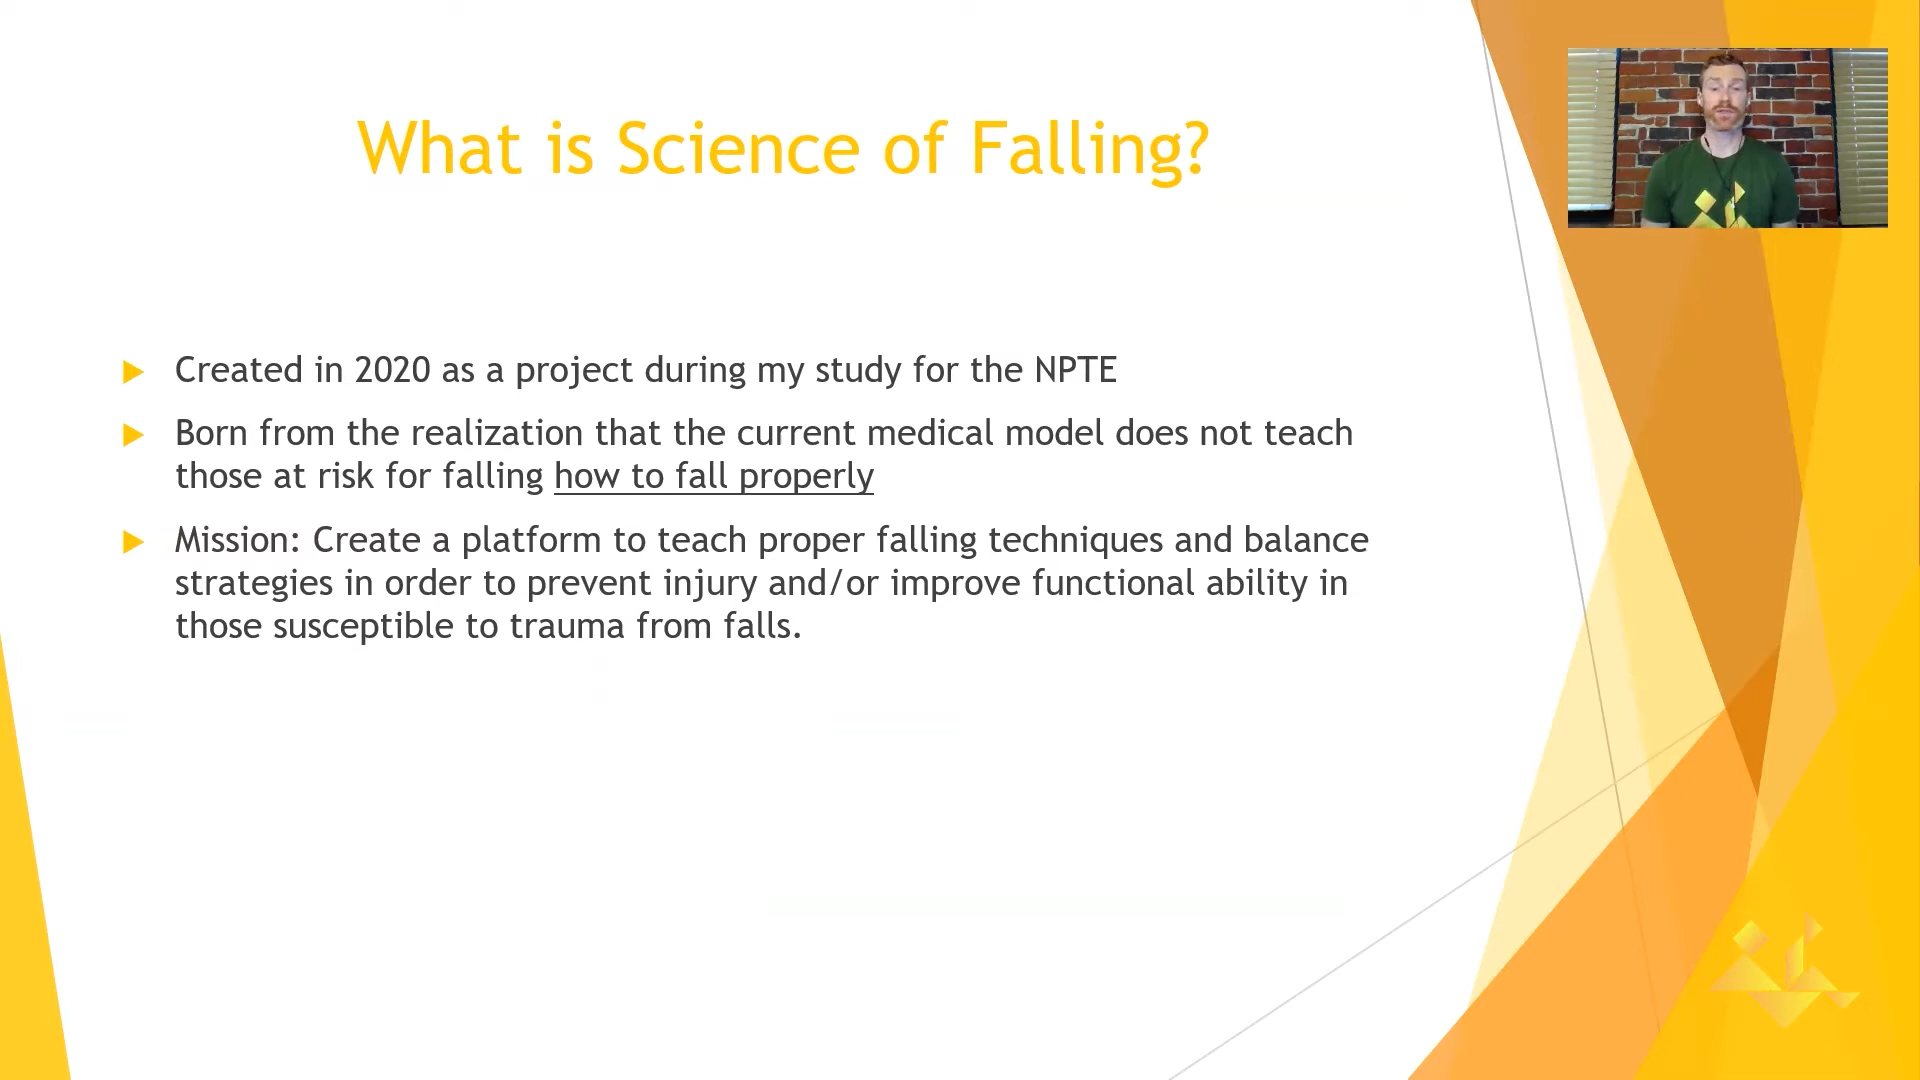 What is Science of Falling?
Created in 2020 as a project during my study for the NPTE
Born from the realization that the current medical model does not teach
those at risk for falling how to fall properly
Mission: Create a platform to teach proper falling techniques and balance
strategies in order to prevent injury and/or improve functional ability in
those susceptible to trauma from falls.